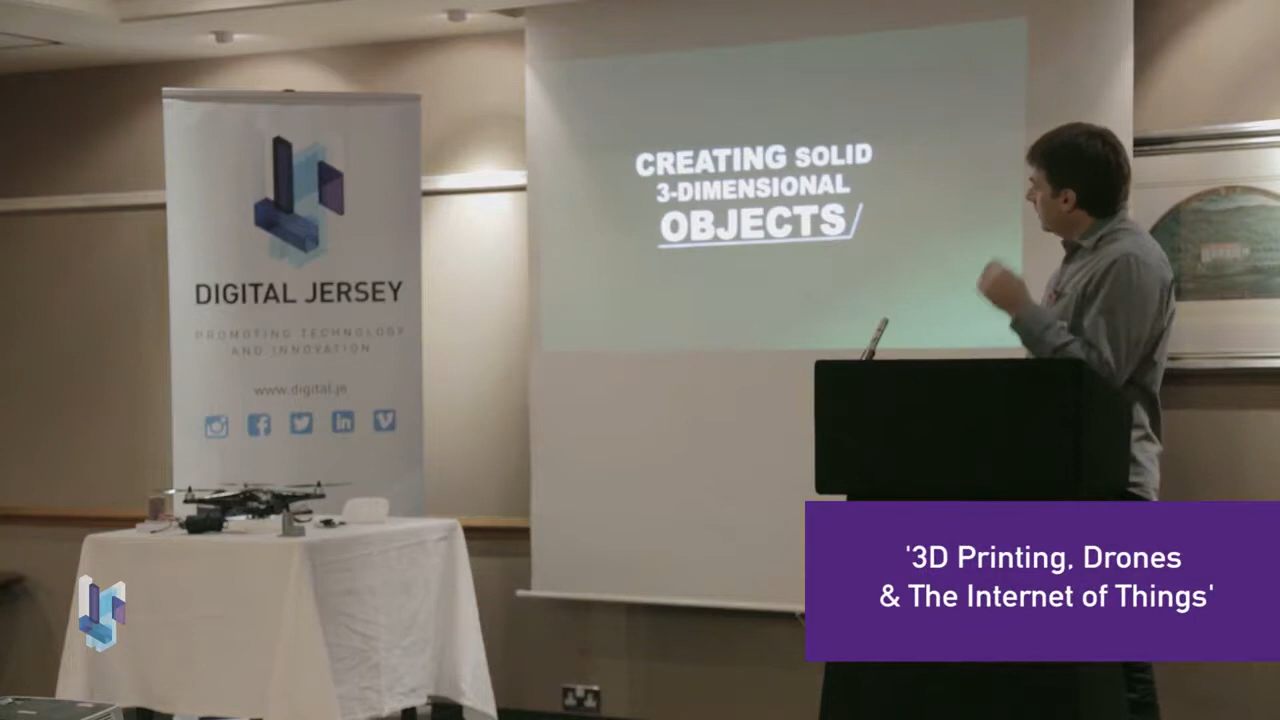 CREATING SOLID
3-DIMENSIONAL
OBJECTS/
DIGITAL JERSEY
PROMOTING TECHNOLOGY
AND INNOVATION
www.digital.je
'3D Printing, Drones
& The Internet of Things'